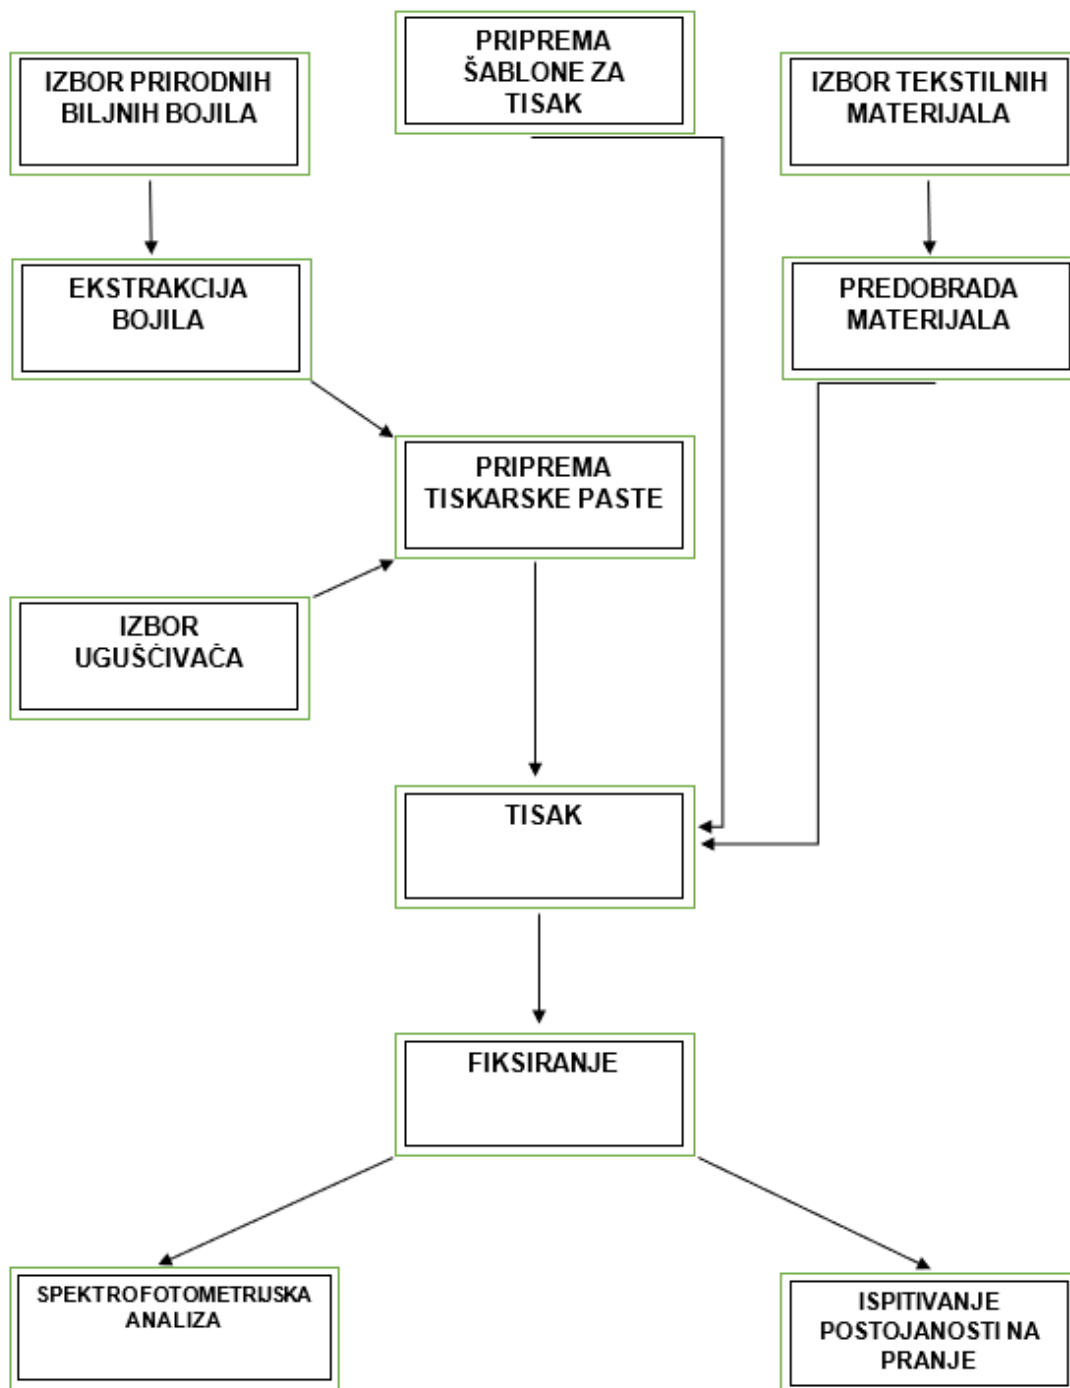 PRIPREMA
ŠABLONE ZA
TISAK
IZBOR PRIRODNIH
BILJNIH BOJILA
IZBOR TEKSTILNIH
MATERIJALA
EKSTRAKCIJA
BOJILA
PREDOBRADA
MATERIJALA
PRIPREMA
TISKARSKE PASTE
IZBOR
UGUŠĆIVAČA
TISAK
FIKSIRANJE
SPEKTROFOTOMETRIJSKA
ANALIZA
ISPITIVANJE
POSTOJANOSTI NA
PRANJE